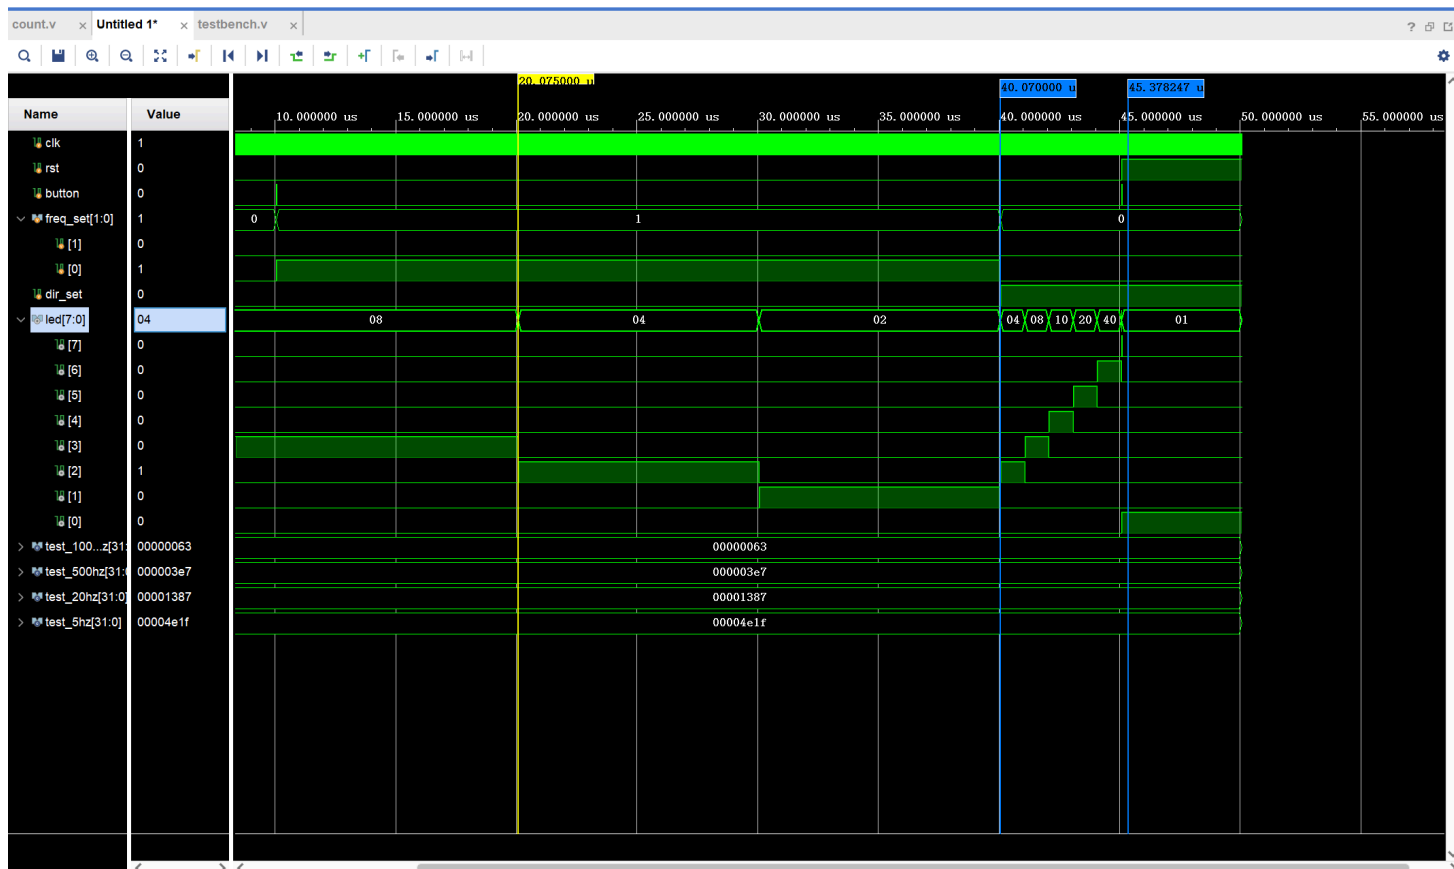 count.v × Untitled 1* × testbench.v ×
?
20.075000 u
40.070000 u 45.378247 u
Name Value
10.000000 us 15.000000 us 20.000000 us 25.000000 us 30.000000 us 35.000000 us 40.000000 us 45.000000 us 50.000000 us 55.000000 us
clk 1
rst 0
button 0
freq_set[1:0] 1 0 1 0
[1] 0
[0] 1
dir_set 0
led[7:0] 04 08 04 02 04 08 10 20 40 01
[7] 0
[6] 0
[5] 0
[4] 0
[3] 0
[2] 1
[1] 0
[0] 0
test_100...z[31: 00000063 00000063
test_500hz[31:0 000003e7 000003e7
test_20hz[31:0] 00001387 00001387
test_5hz[31:0] 00004e1f 00004e1f